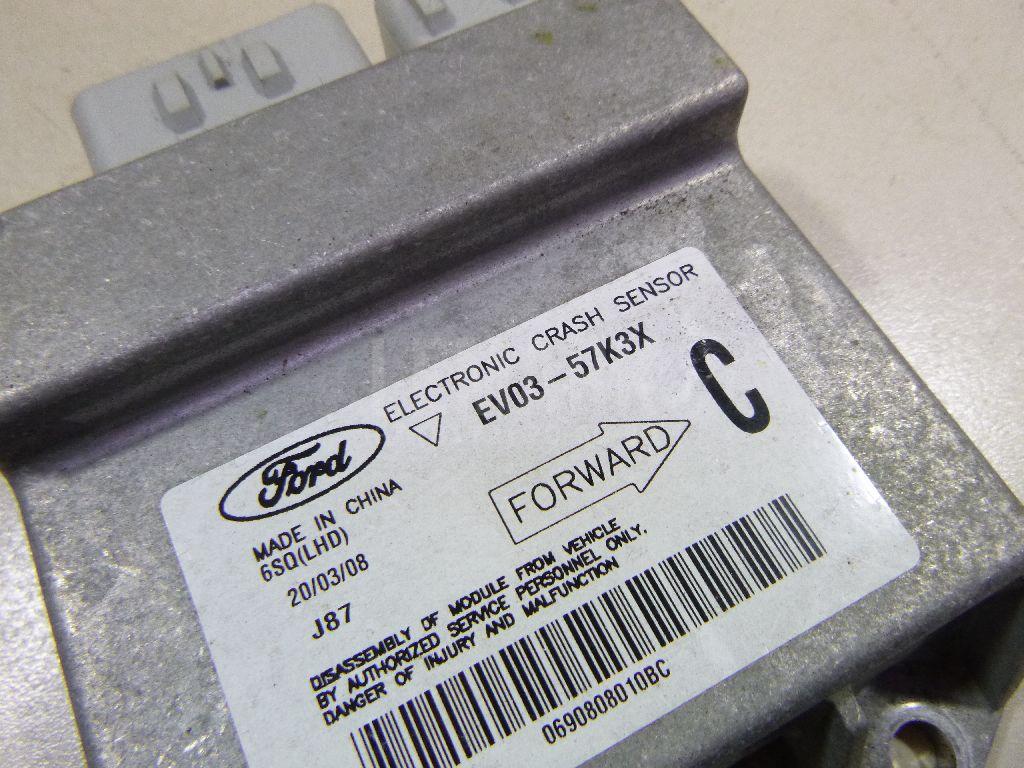 ELECTRONIC CRASH SENSOR
EV03-57K3X
C
Ford
MADE IN CHINA
6SQ(LHD)
20/03/08
J87
FORWARD
DISASSEMBLY OF MODULE FROM VEHICLE
BY AUTHORIZED SERVICE PERSONNEL ONLY.
DANGER OF INJURY AND MALFUNCTION
0690808010BC